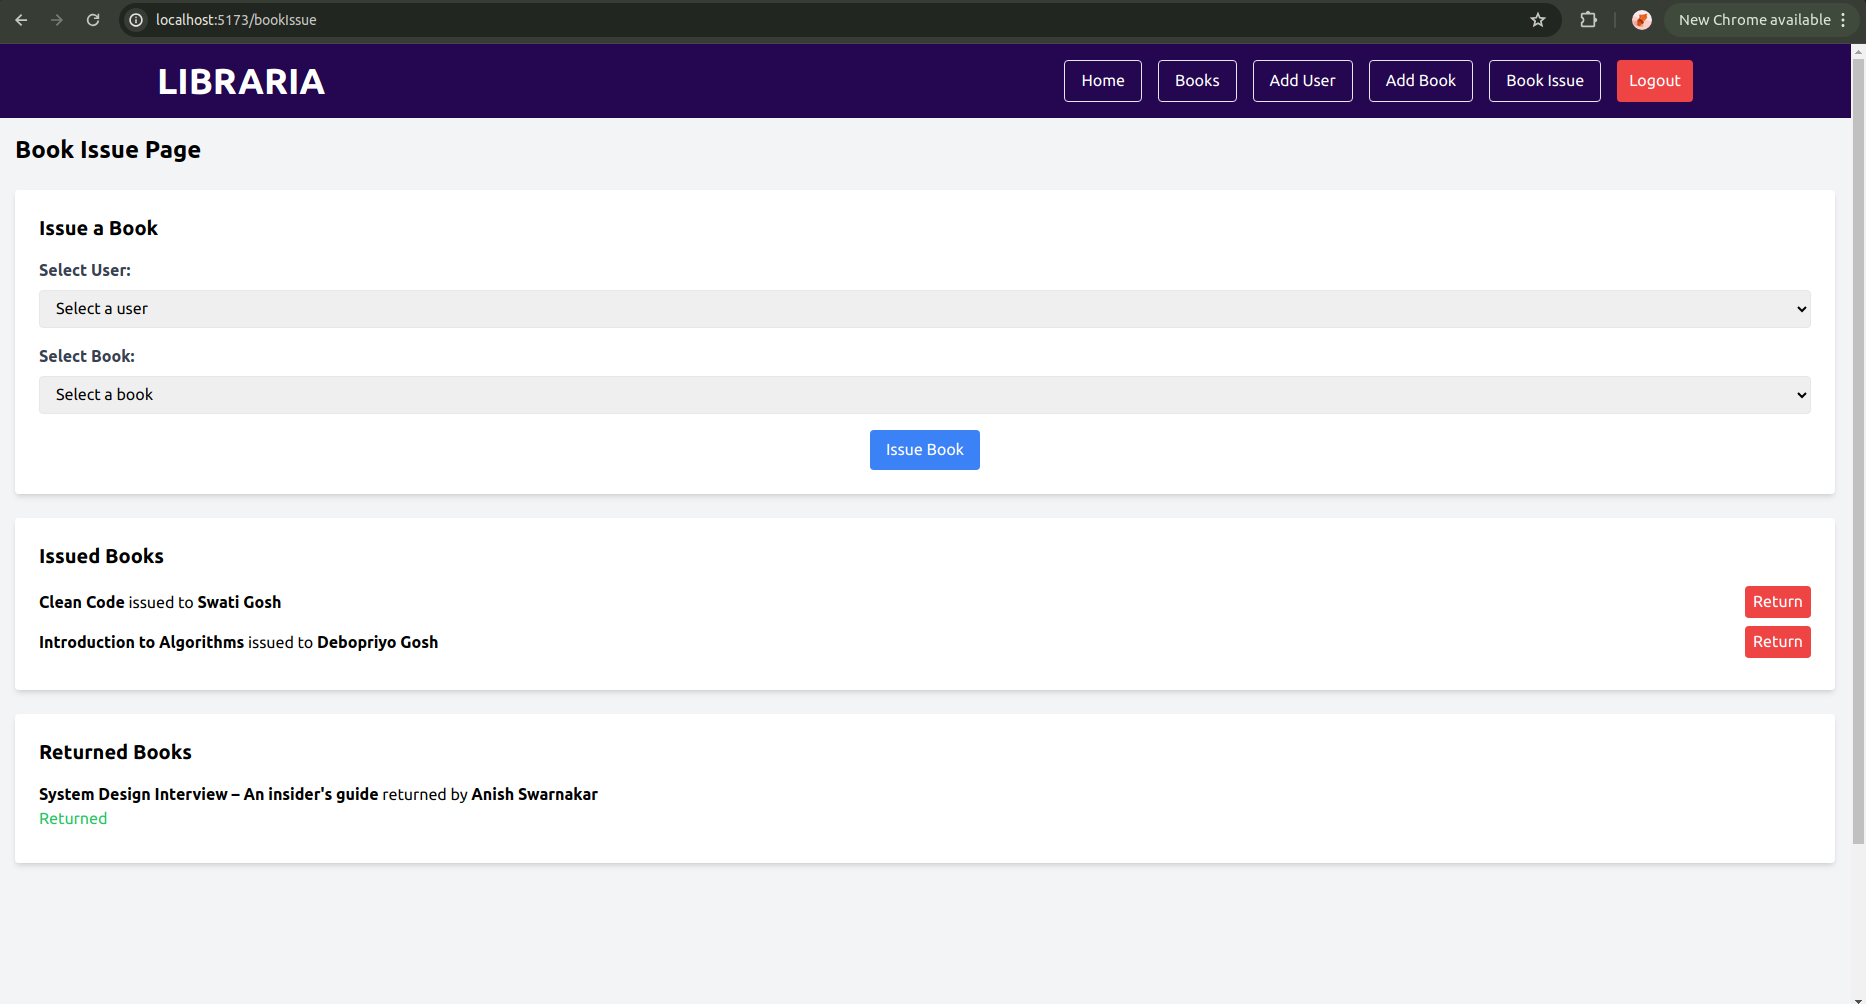 localhost:5173/bookIssue
New Chrome available
LIBRARIA
Home
Books
Add User
Add Book
Book Issue
Logout
Book Issue Page
Issue a Book
Select User:
Select a user
Select Book:
Select a book
Issue Book
Issued Books
Clean Code issued to Swati Gosh
Return
Introduction to Algorithms issued to Debopriyo Gosh
Return
Returned Books
System Design Interview – An insider's guide returned by Anish Swarnakar
Returned